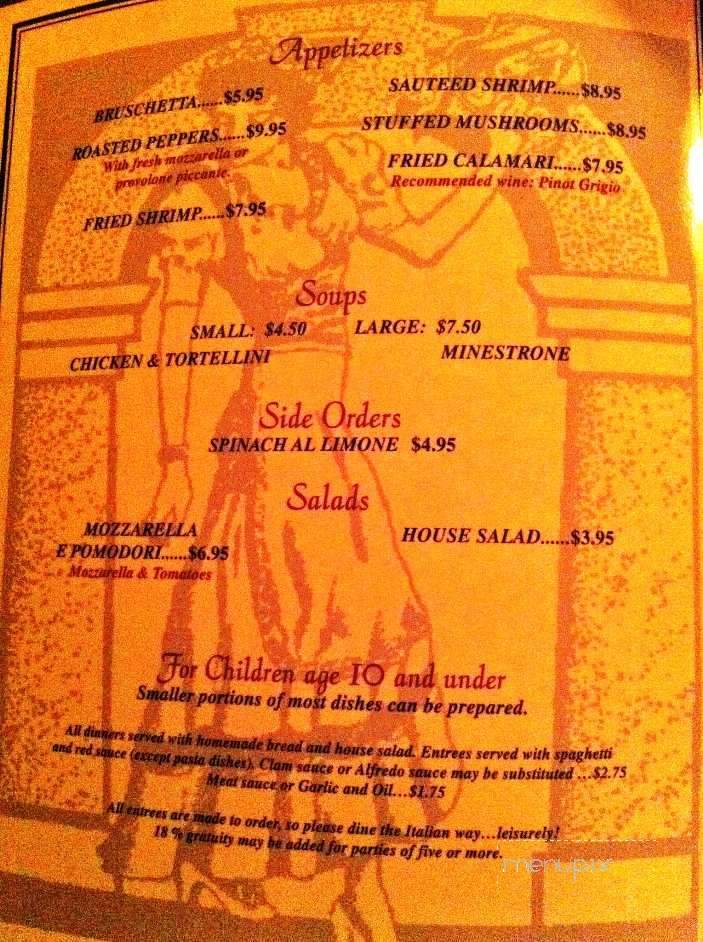 Appetizers
BRUSCHETTA......$5.95
ROASTED PEPPERS......$9.95
With fresh mozzarella or
provolone piccante.
FRIED SHRIMP......$7.95
SAUTEED SHRIMP......$8.95
STUFFED MUSHROOMS......$8.95
FRIED CALAMARI......$7.95
Recommended wine: Pinot Grigio
Soups
SMALL: $4.50 LARGE: $7.50
CHICKEN & TORTELLINI MINESTRONE
Side Orders
SPINACH AL LIMONE $4.95
Salads
MOZZARELLA
E POMODORI......$6.95
Mozzarella & Tomatoes
HOUSE SALAD......$3.95
For Children age 10 and under
Smaller portions of most dishes can be prepared.
All dinners served with homemade bread and house salad. Entrees served with spaghetti
and red sauce (except pasta dishes). Clam sauce or Alfredo sauce may be substituted ...$2.75
Meat sauce or Garlic and Oil...$1.75
All entrees are made to order, so please dine the Italian way...leisurely!
18 % gratuity may be added for parties of five or more.
menupix